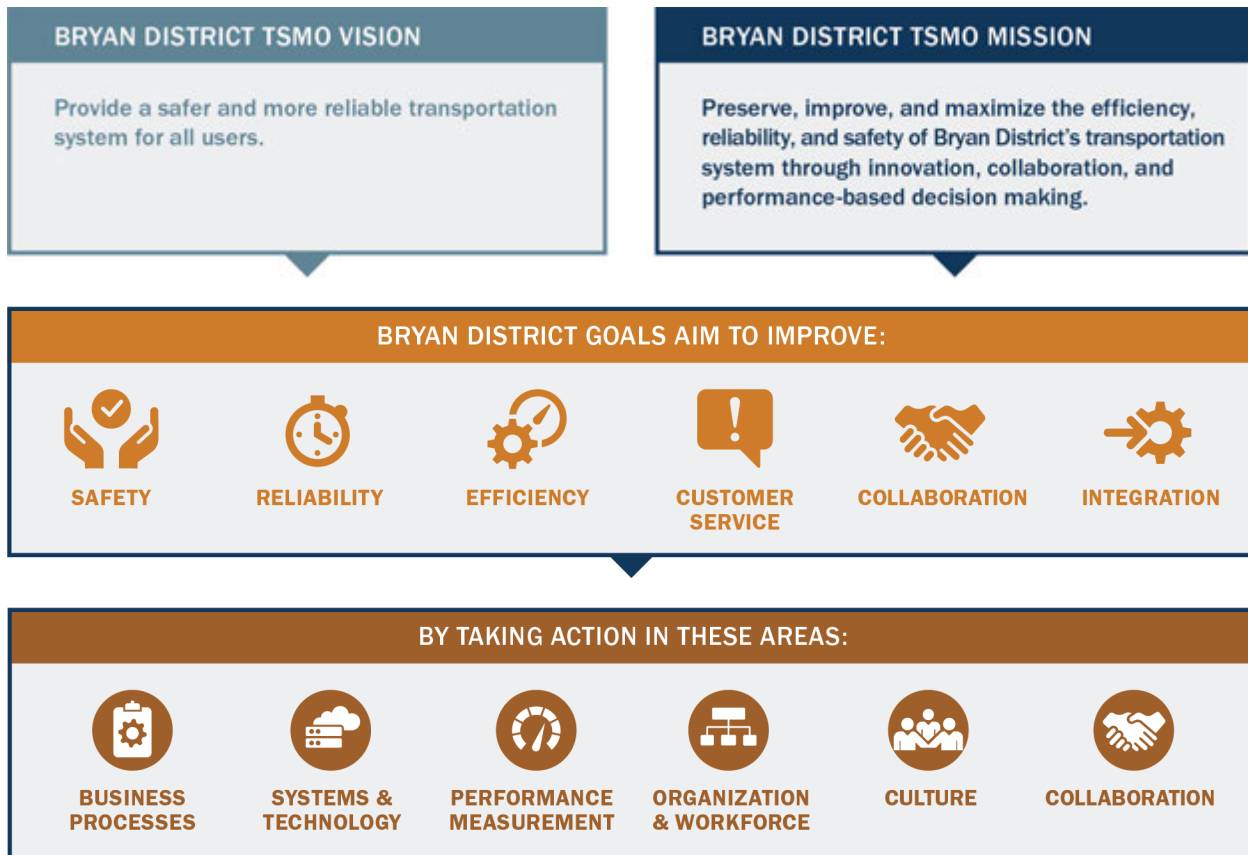 BRYAN DISTRICT TSMO VISION
Provide a safer and more reliable transportation
system for all users.
BRYAN DISTRICT TSMO MISSION
Preserve, improve, and maximize the efficiency,
reliability, and safety of Bryan District's transportation
system through innovation, collaboration, and
performance-based decision making.
BRYAN DISTRICT GOALS AIM TO IMPROVE:
SAFETY
RELIABILITY
EFFICIENCY
CUSTOMER
SERVICE
COLLABORATION
INTEGRATION
BY TAKING ACTION IN THESE AREAS:
BUSINESS
PROCESSES
SYSTEMS &
TECHNOLOGY
PERFORMANCE
MEASUREMENT
ORGANIZATION
& WORKFORCE
CULTURE
COLLABORATION